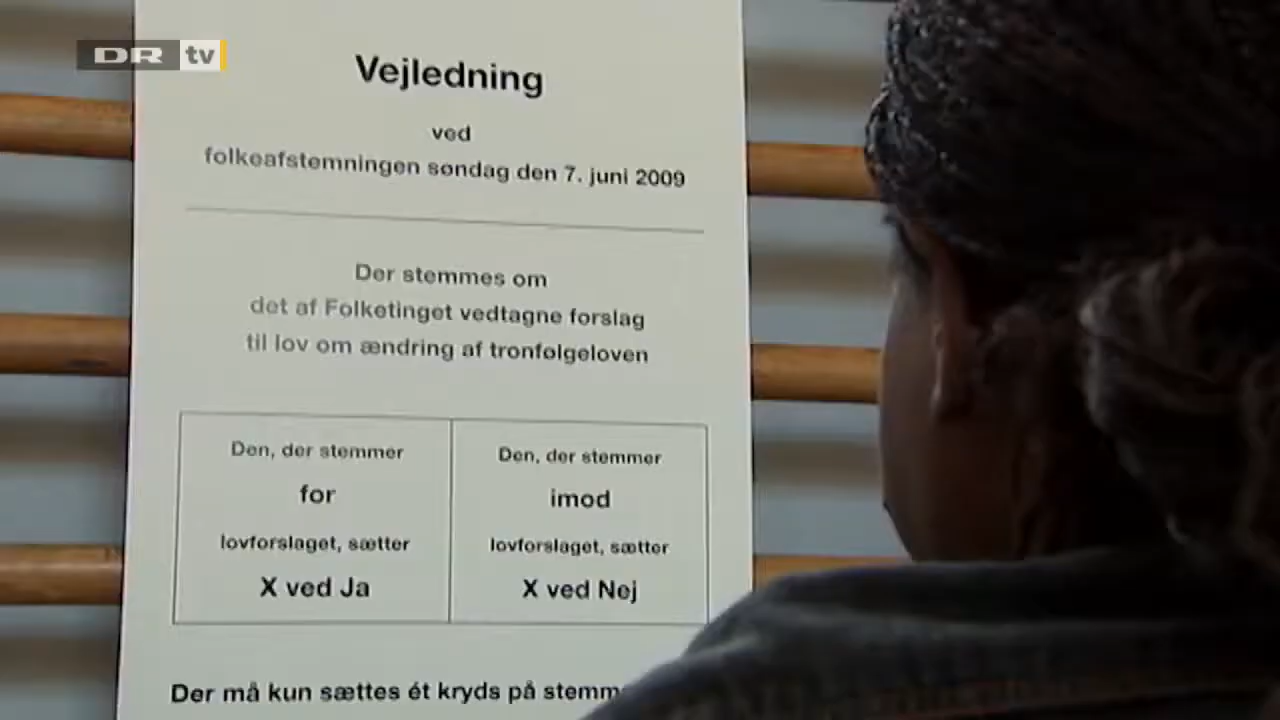 DR tv
Vejledning
ved
folkeafstemningen søndag den 7. juni 2009
Der stemmes om
det af Folketinget vedtagne forslag
til lov om ændring af tronfølgeloven
Den, der stemmer
for
lovforslaget, sætter
X ved Ja
Den, der stemmer
imod
lovforslaget, sætter
X ved Nej
Der må kun sættes ét kryds på